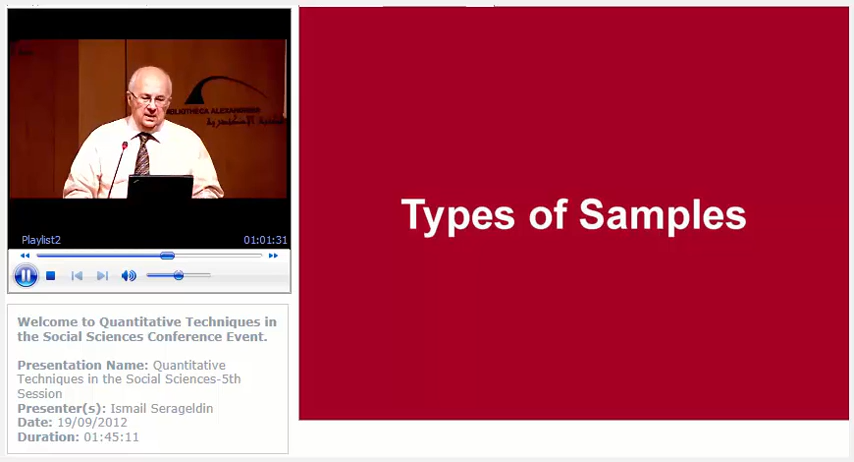 BIBLIOTHECA ALEXANDRINA
مكتبة الإسكندرية
Playlist2
01:01:31
Welcome to Quantitative Techniques in
the Social Sciences Conference Event.
Presentation Name: Quantitative
Techniques in the Social Sciences-5th
Session
Presenter(s): Ismail Serageldin
Date: 19/09/2012
Duration: 01:45:11
Types of Samples